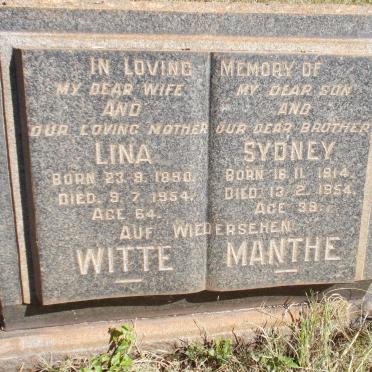 IN LOVING MEMORY OF
MY DEAR WIFE
AND
OUR LOVING MOTHER
LINA
BORN 23. 9. 1890.
DIED. 9. 7. 1954.
AGE 64.
MY DEAR SON
AND
OUR DEAR BROTHER
SYDNEY
BORN 16. 11. 1914.
DIED. 13. 2. 1954.
AGE 39.
AUF WIEDERSEHEN
WITTE
MANTHE